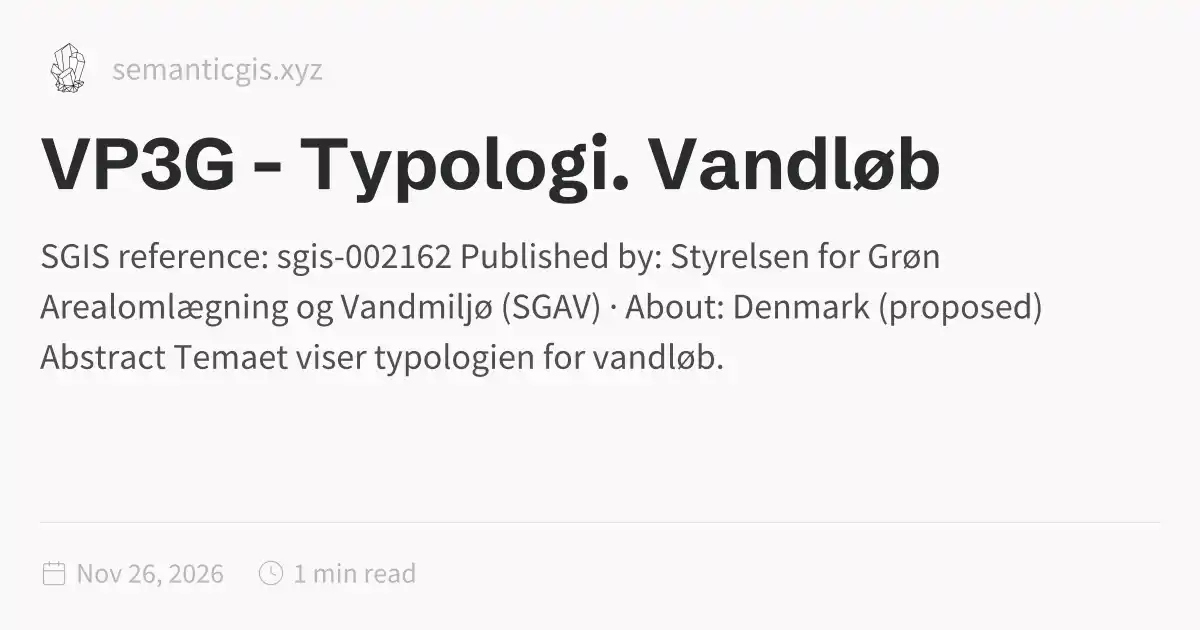 semanticgis.xyz
VP3G – Typologi. Vandløb
SGIS reference: sgis-002162 Published by: Styrelsen for Grøn
Arealomlægning og Vandmiljø (SGAV) · About: Denmark (proposed)
Abstract Temaet viser typologien for vandløb.
Nov 26, 2026 1 min read